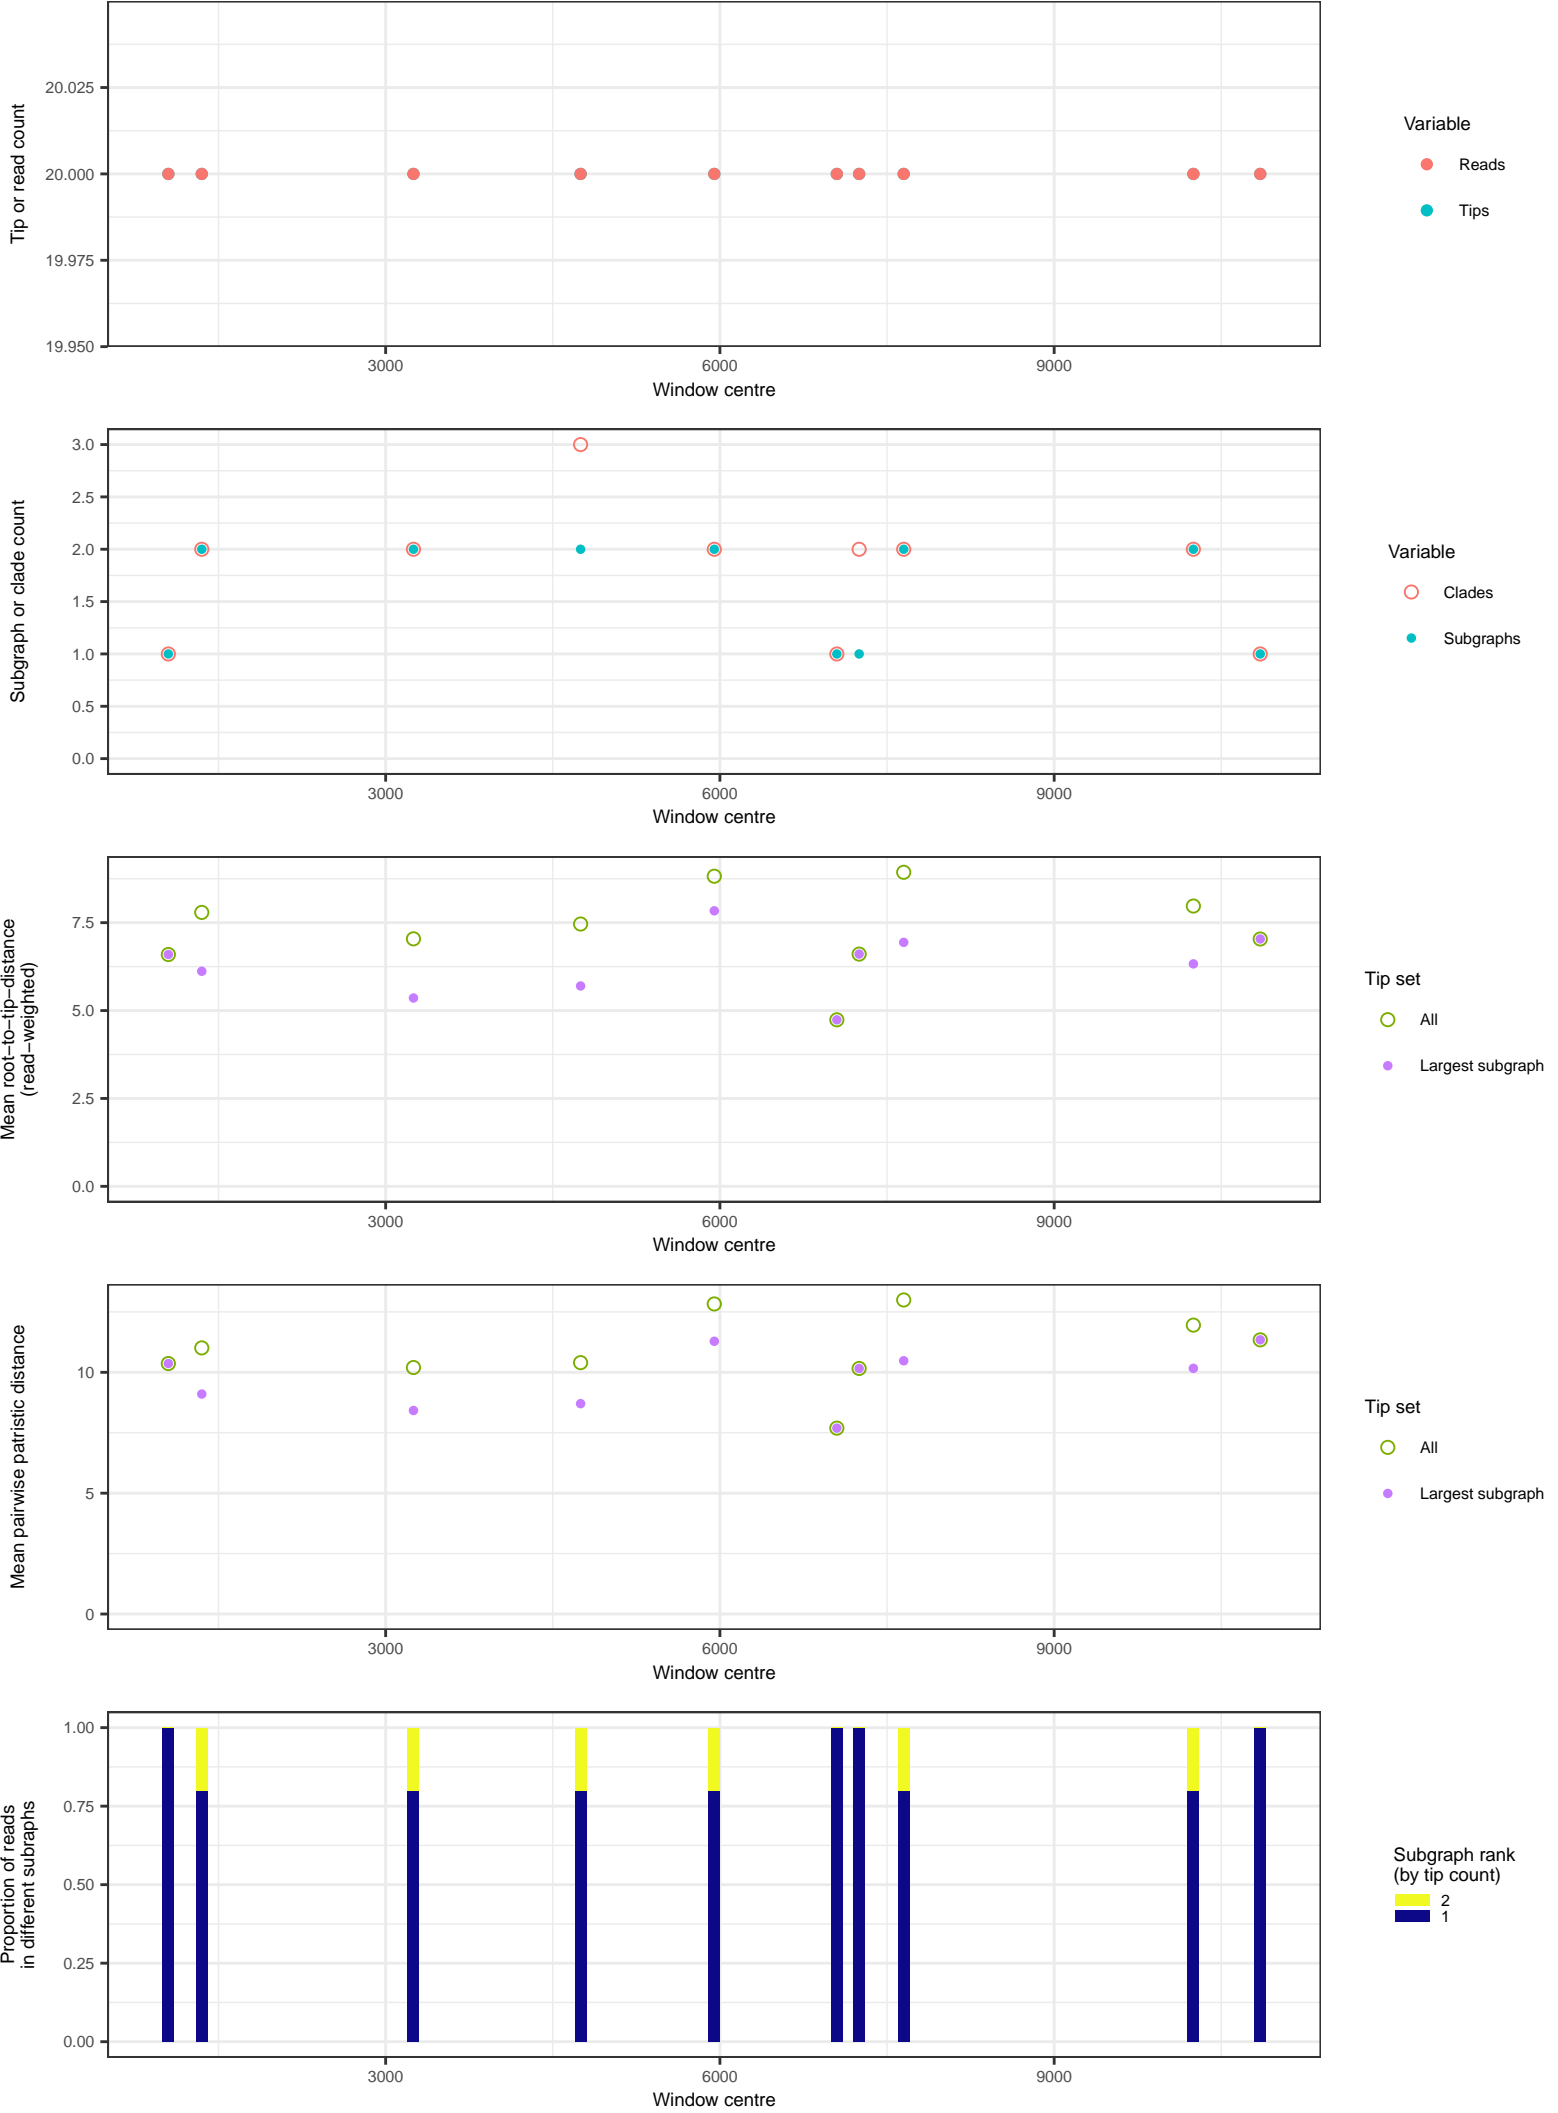 Tip or read count
20.025
20.000
19.975
19.950
3000
6000
9000
Window centre
Variable
Reads
Tips
Subgraph or clade count
3.0
2.5
2.0
1.5
1.0
0.5
0.0
3000
6000
9000
Window centre
Variable
Clades
Subgraphs
Mean root−to−tip−distance
(read−weighted)
7.5
5.0
2.5
0.0
3000
6000
9000
Window centre
Tip set
All
Largest subgraph
Mean pairwise patristic distance
10
5
0
3000
6000
9000
Window centre
Tip set
All
Largest subgraph
Proportion of reads
in different subraphs
1.00
0.75
0.50
0.25
0.00
3000
6000
9000
Window centre
Subgraph rank
(by tip count)
2
1